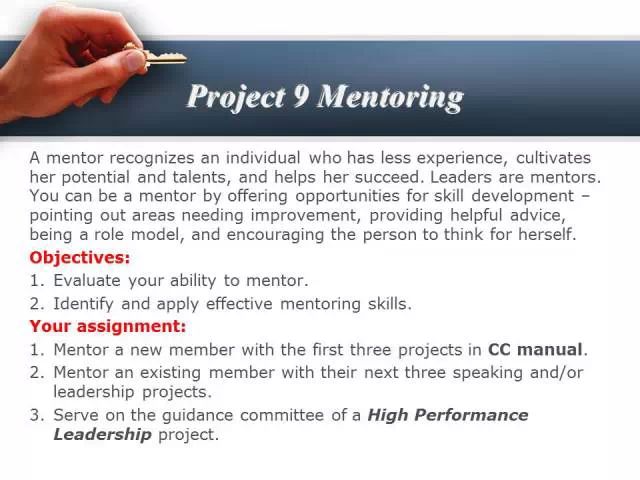 Project 9 Mentoring
A mentor recognizes an individual who has less experience, cultivates
her potential and talents, and helps her succeed. Leaders are mentors.
You can be a mentor by offering opportunities for skill development –
pointing out areas needing improvement, providing helpful advice,
being a role model, and encouraging the person to think for herself.
Objectives:
1. Evaluate your ability to mentor.
2. Identify and apply effective mentoring skills.
Your assignment:
1. Mentor a new member with the first three projects in CC manual.
2. Mentor an existing member with their next three speaking and/or
leadership projects.
3. Serve on the guidance committee of a High Performance
Leadership project.